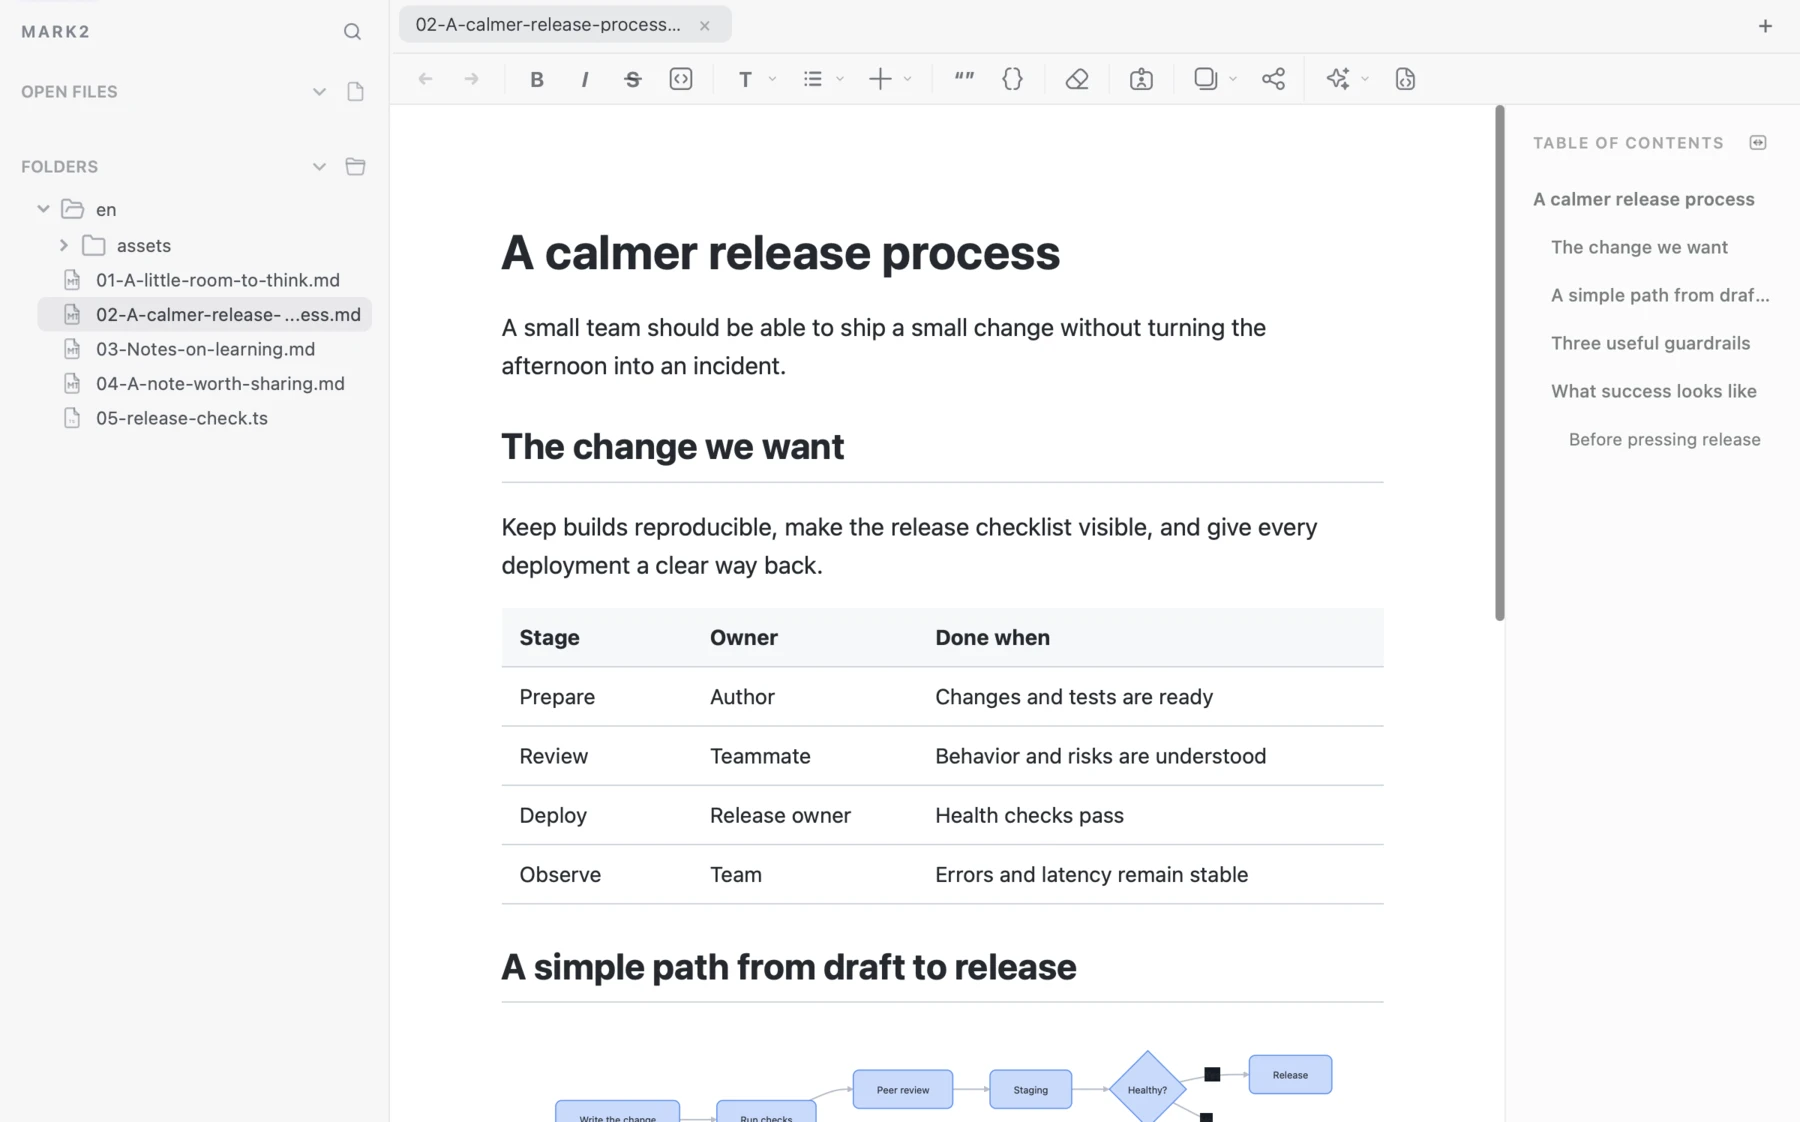 MARK2
OPEN FILES
FOLDERS
en
assets
01-A-little-room-to-think.md
02-A-calmer-release-...ess.md
03-Notes-on-learning.md
04-A-note-worth-sharing.md
05-release-check.ts
02-A-calmer-release-process...
B I S T “” {}
A calmer release process
A small team should be able to ship a small change without turning the
afternoon into an incident.
The change we want
Keep builds reproducible, make the release checklist visible, and give every
deployment a clear way back.
Stage Owner Done when
Prepare Author Changes and tests are ready
Review Teammate Behavior and risks are understood
Deploy Release owner Health checks pass
Observe Team Errors and latency remain stable
A simple path from draft to release
Write the change
Run checks
Peer review
Staging
Healthy?
Release
TABLE OF CONTENTS
A calmer release process
The change we want
A simple path from draf...
Three useful guardrails
What success looks like
Before pressing release